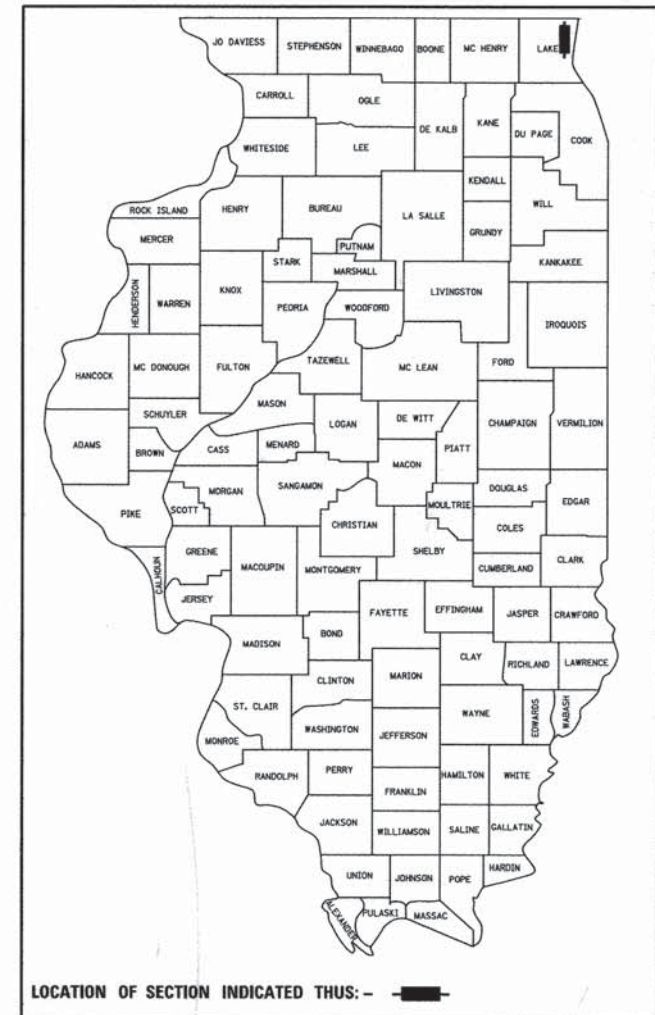 JO DAVIESS
STEPHENSON
WINNEBAGO
BOONE
MC HENRY
LAKE
CARROLL
OGLE
DE KALB
KANE
DU PAGE
COOK
WHITESIDE
LEE
KENDALL
WILL
ROCK ISLAND
HENRY
BUREAU
LA SALLE
GRUNDY
MERCER
PUTNAM
STARK
MARSHALL
KANKAKEE
HENDERSON
WARREN
KNOX
PEORIA
WOODFORD
LIVINGSTON
IROQUOIS
HANCOCK
MC DONOUGH
FULTON
TAZEWELL
MC LEAN
FORD
SCHUYLER
MASON
LOGAN
DE WITT
CHAMPAIGN
VERMILION
ADAMS
BROWN
CASS
MENARD
PIATT
MACON
PIKE
SCOTT
MORGAN
SANGAMON
CHRISTIAN
MOULTRIE
DOUGLAS
EDGAR
COLES
CALHOUN
GREENE
MACOUPIN
MONTGOMERY
SHELBY
CUMBERLAND
CLARK
JERSEY
FAYETTE
EFFINGHAM
JASPER
CRAWFORD
MADISON
BOND
CLAY
RICHLAND
LAWRENCE
CLINTON
MARION
ST. CLAIR
WAYNE
EDWARDS
WABASH
WASHINGTON
JEFFERSON
MONROE
RANDOLPH
PERRY
HAMILTON
WHITE
FRANKLIN
JACKSON
WILLIAMSON
SALINE
GALLATIN
HARDIN
UNION
JOHNSON
POPE
ALEXANDER
PULASKI
MASSAC
LOCATION OF SECTION INDICATED THUS: -